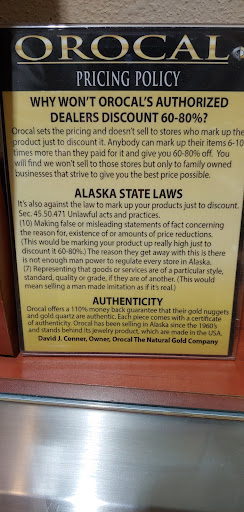 OROCAL
PRICING POLICY
WHY WON'T OROCAL'S AUTHORIZED
DEALERS DISCOUNT 60-80%?
Orocal sets the pricing and doesn't sell to stores who mark up the
product just to discount it. Anybody can mark up their items 6-10
times more than they paid for it and give you 60-80% off. You
will find we won't sell to those stores but only to family owned
businesses that strive to give you the best price possible.
ALASKA STATE LAWS
It's also against the law to mark up your products just to discount.
Sec. 45.50.471 Unlawful acts and practices.
(10) Making false or misleading statements of fact concerning
the reason for, existence of or amounts of price reductions.
(This would be marking your product up really high just to
discount it 60-80%.) The reason they get away with this is there
is not enough man power to regulate every store in Alaska.
(7) Representing that goods or services are of a particular style,
standard, quality or grade, if they are of another. (This would
mean selling a man made imitation as if it's real.)
AUTHENTICITY
Orocal offers a 110% money back guarantee that their gold nuggets
and gold quartz are authentic. Each piece comes with a certificate
of authenticity. Orocal has been selling in Alaska since the 1960's
and stands behind its jewelry product, which are made in the USA.
David J. Conner, Owner, Orocal The Natural Gold Company